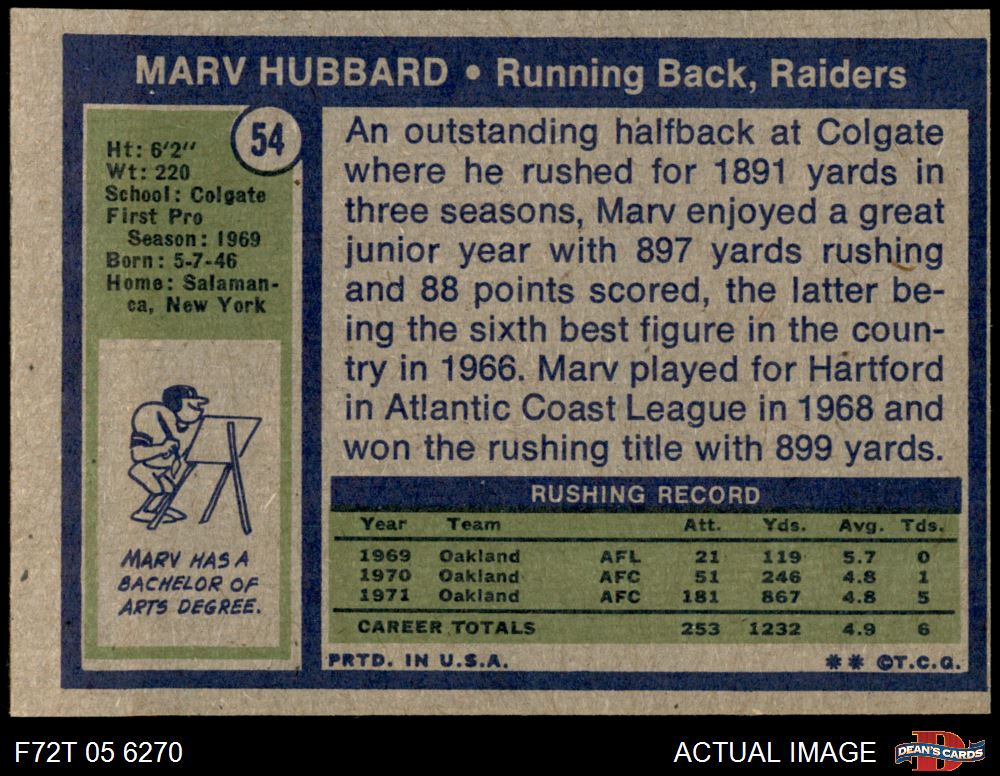 MARV HUBBARD • Running Back, Raiders
54
Ht: 6'2"
Wt: 220
School: Colgate
First Pro
Season: 1969
Born: 5-7-46
Home: Salaman-
ca, New York
MARV HAS A
BACHELOR OF
ARTS DEGREE.
An outstanding halfback at Colgate
where he rushed for 1891 yards in
three seasons, Marv enjoyed a great
junior year with 897 yards rushing
and 88 points scored, the latter be-
ing the sixth best figure in the coun-
try in 1966. Marv played for Hartford
in Atlantic Coast League in 1968 and
won the rushing title with 899 yards.
RUSHING RECORD
Year Team Att. Yds. Avg. Tds.
1969 Oakland AFL 21 119 5.7 0
1970 Oakland AFC 51 246 4.8 1
1971 Oakland AFC 181 867 4.8 5
CAREER TOTALS 253 1232 4.9 6
PRTD. IN U.S.A. ** ©T.C.G.
F72T 05 6270 ACTUAL IMAGE DEAN'S CARDS